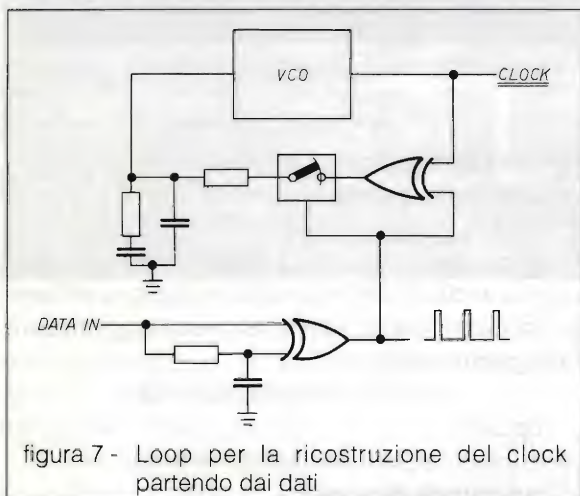 VCO
CLOCK
DATA IN
figura 7 - Loop per la ricostruzione del clock
partendo dai dati